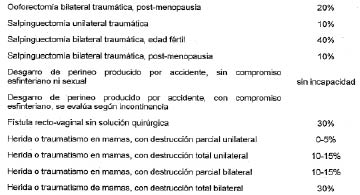 Ooforectomía bilateral traumática, post-menopausia 20%
Salpinguectomía unilateral traumática 10%
Salpinguectomía bilateral traumática, edad fértil 40%
Salpinguectomía bilateral traumática, post-menopausia 10%
Desgarro de perineo producido por accidente, sin compromiso
esfinteriano ni sexual sin incapacidad
Desgarro de perineo producido por accidente, con compromiso
esfinteriano, se evalúa según incontinencia
Fístula recto-vaginal sin solución quirúrgica 30%
Herida o traumatismo en mamas, con destrucción parcial unilateral 0-5%
Herida o traumatismo en mamas, con destrucción total unilateral 10-15%
Herida o traumatismo en mamas, con destrucción parcial bilateral 10-15%
Herida o traumatismo en mamas, con destrucción total bilateral 30%